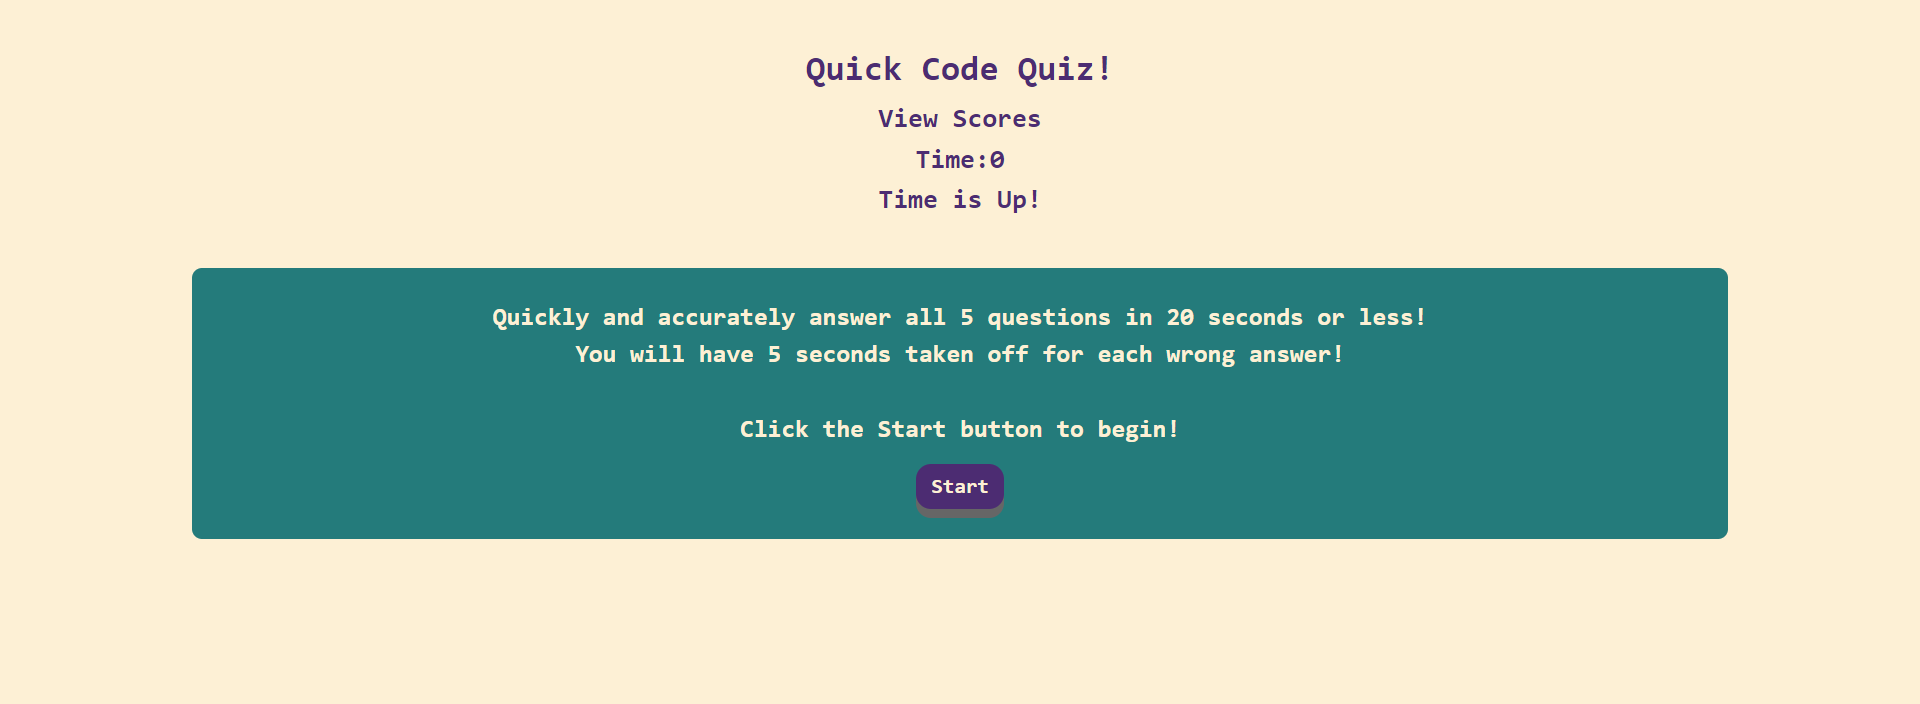 Quick Code Quiz!
View Scores
Time:0
Time is Up!
Quickly and accurately answer all 5 questions in 20 seconds or less!
You will have 5 seconds taken off for each wrong answer!
Click the Start button to begin!
Start